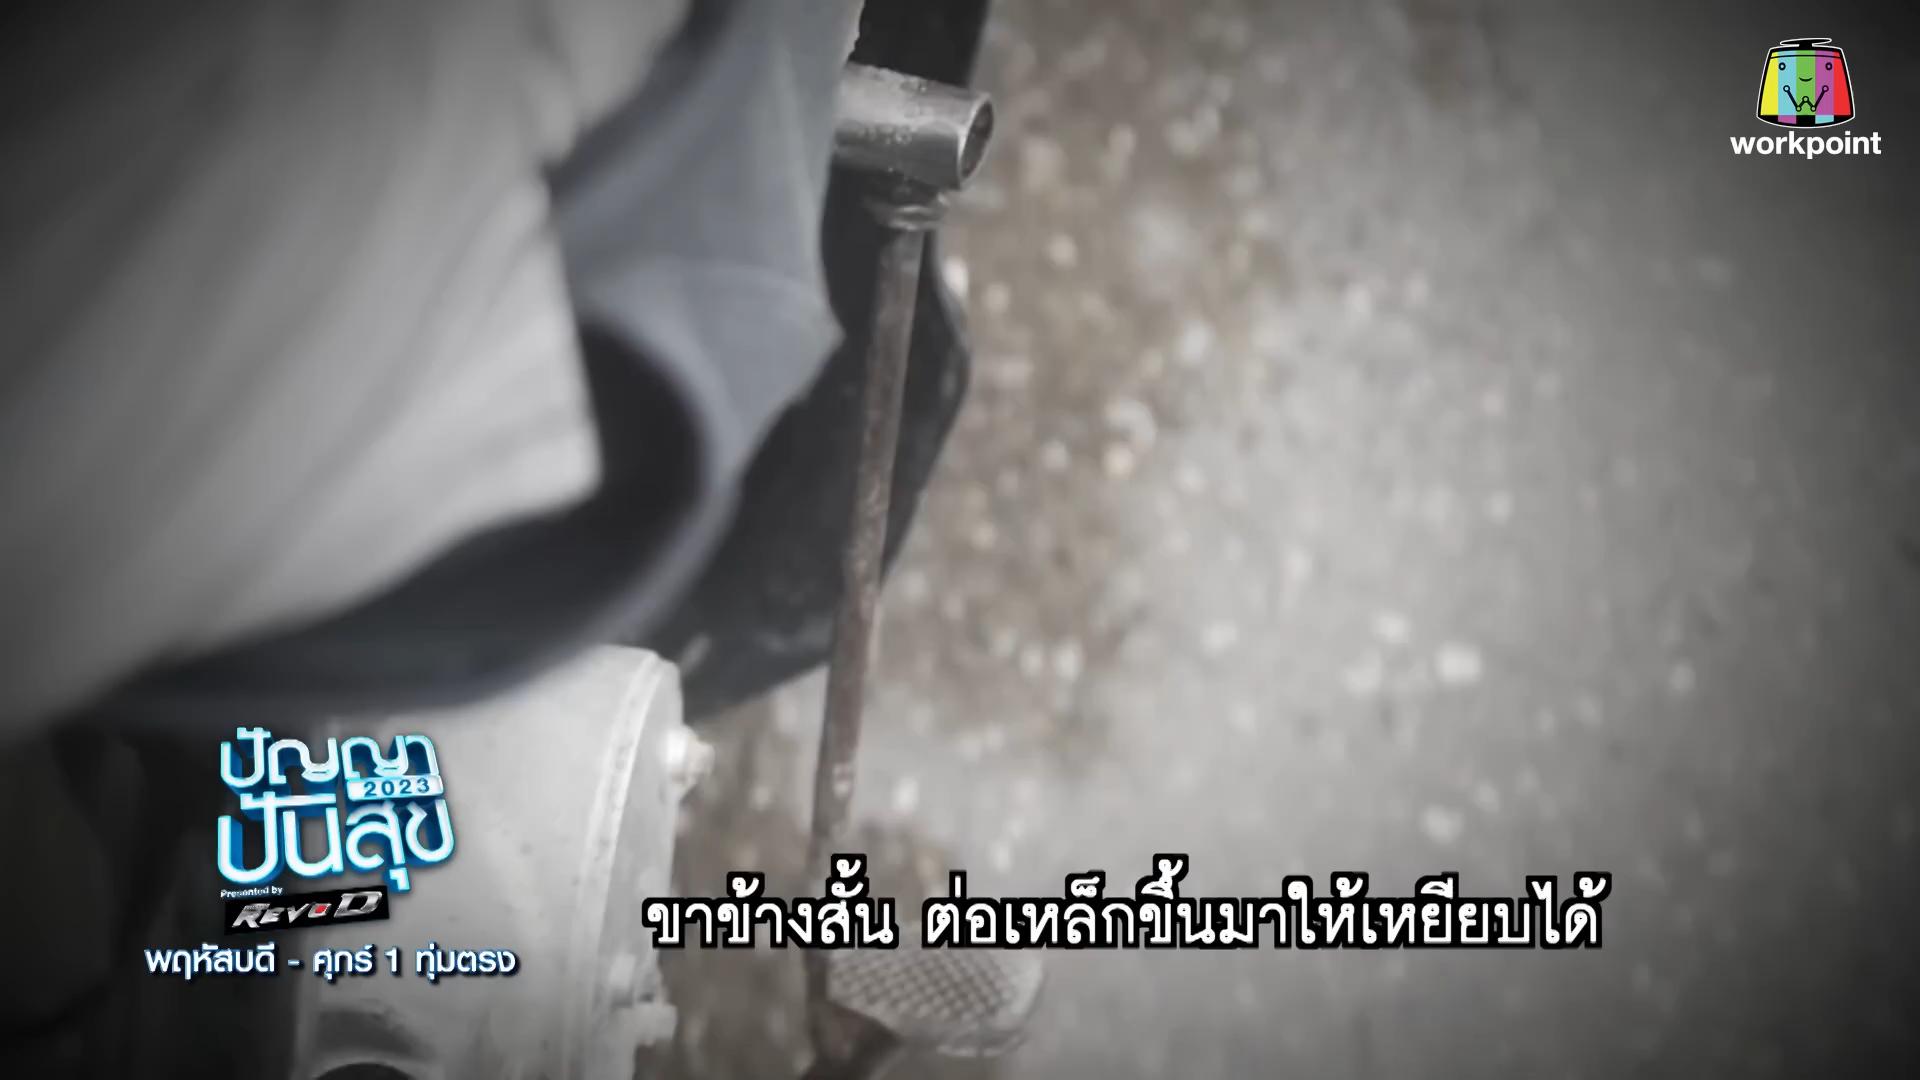 workpoint
ปัญญา
2023
ปันสุข
Presented by
REVO D
พฤหัสบดี - ศุกร์ 1 ทุ่มตรง
ขาข้างสั้น ต่อเหล็กขึ้นมาให้เหยียบได้